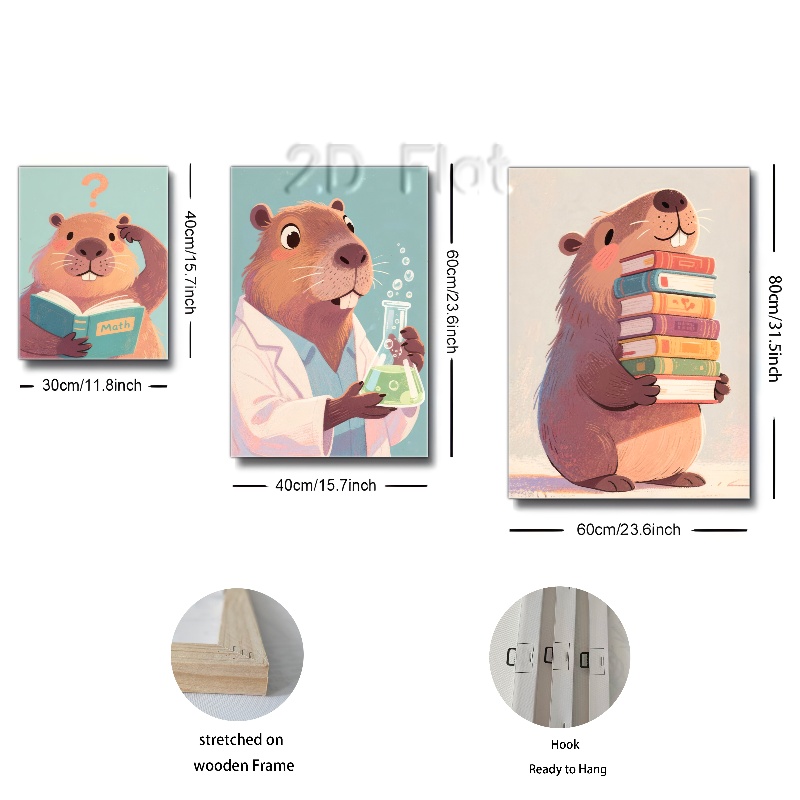 2D Flat.
?
Math
40cm/15.7inch
30cm/11.8inch
60cm/23.6inch
40cm/15.7inch
80cm/31.5inch
60cm/23.6inch
stretched on
wooden Frame
Hook
Ready to Hang